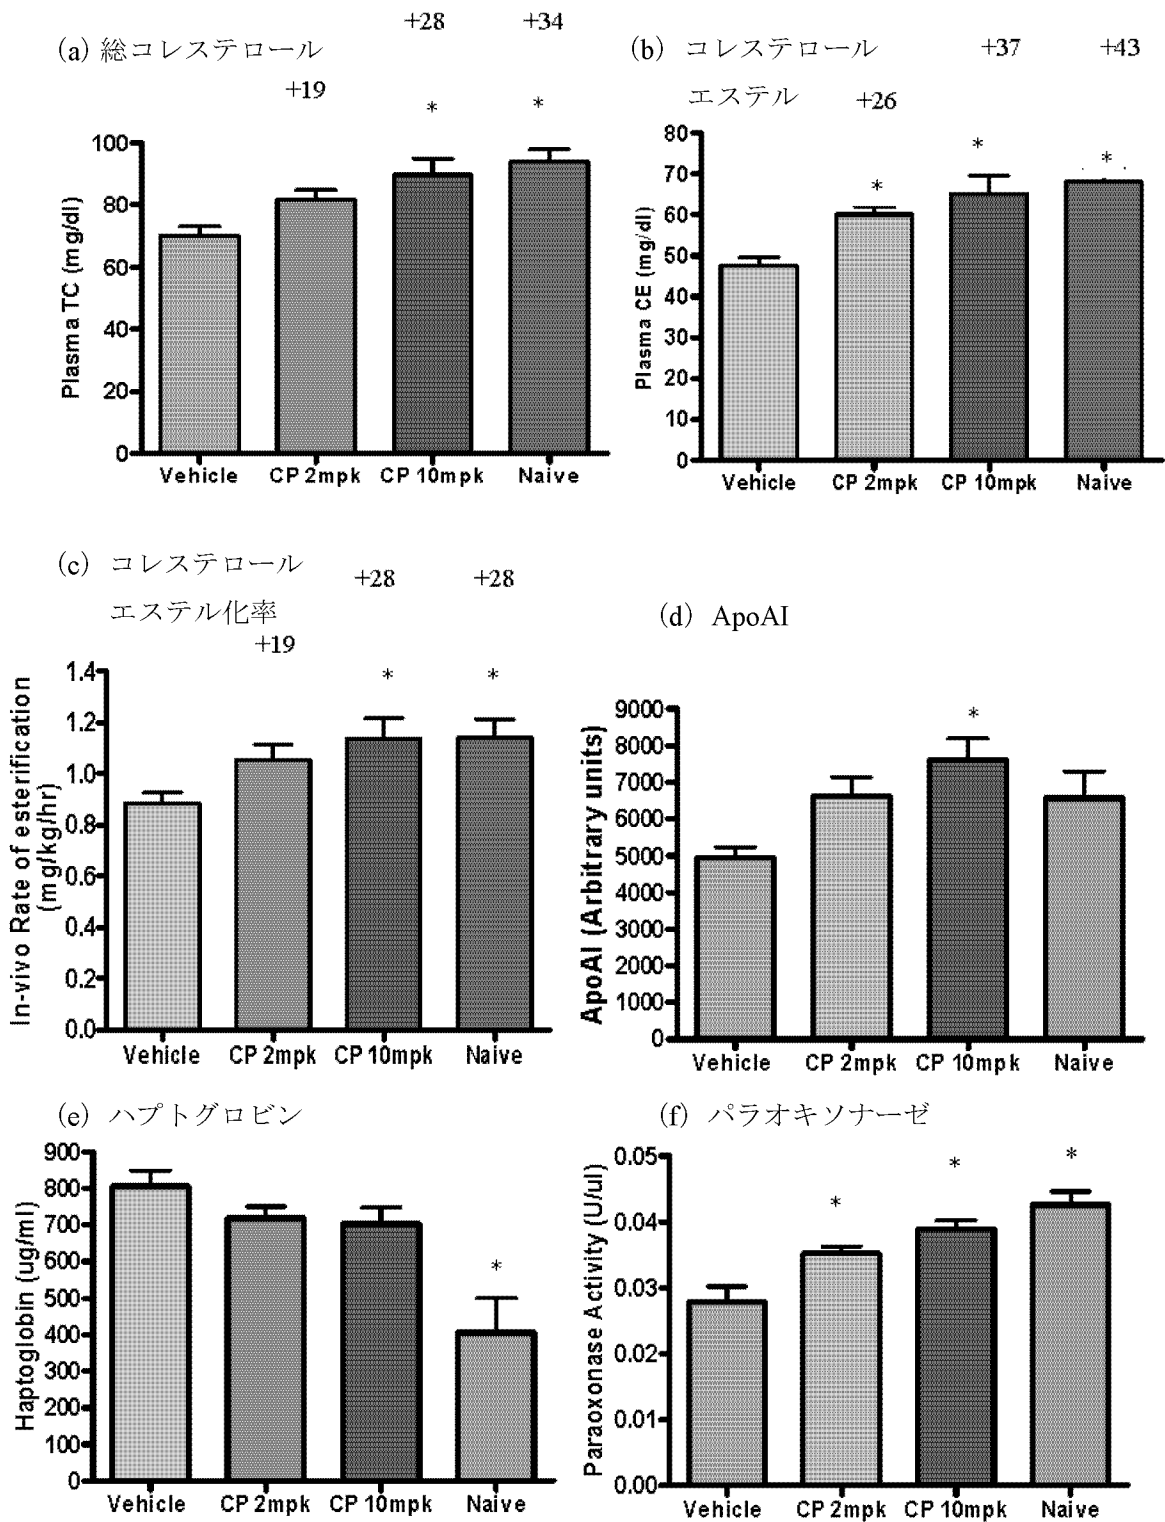 +28 +34
(a) 総コレステロール
+19
* *
100
80
60
40
20
0
Plasma TC (mg/dl)
Vehicle CP 2mpk CP 10mpk Naive
(b) コレステロール +37 +43
エステル +26
80
70
60
50
40
30
20
10
0
* * *
Plasma CE (mg/dl)
Vehicle CP 2mpk CP 10mpk Naive
(c) コレステロール
+28 +28
エステル化率
+19
* *
1.4
1.2
1.0
0.8
0.6
0.4
0.2
0.0
In-vivo Rate of esterification
(mg/kg/hr)
Vehicle CP 2mpk CP 10mpk Naive
(d) ApoAI
*
9000
8000
7000
6000
5000
4000
3000
2000
1000
0
ApoAI (Arbitrary units)
Vehicle CP 2mpk CP 10mpk Naive
(e) ハプトグロビン
900
800
700
600
500
400
300
200
100
0
*
Haptoglobin (ug/ml)
Vehicle CP 2mpk CP 10mpk Naive
(f) パラオキソナーゼ
0.05
0.04
0.03
0.02
0.01
0.00
* * *
Paraoxonase Activity (U/ul)
Vehicle CP 2mpk CP 10mpk Naive